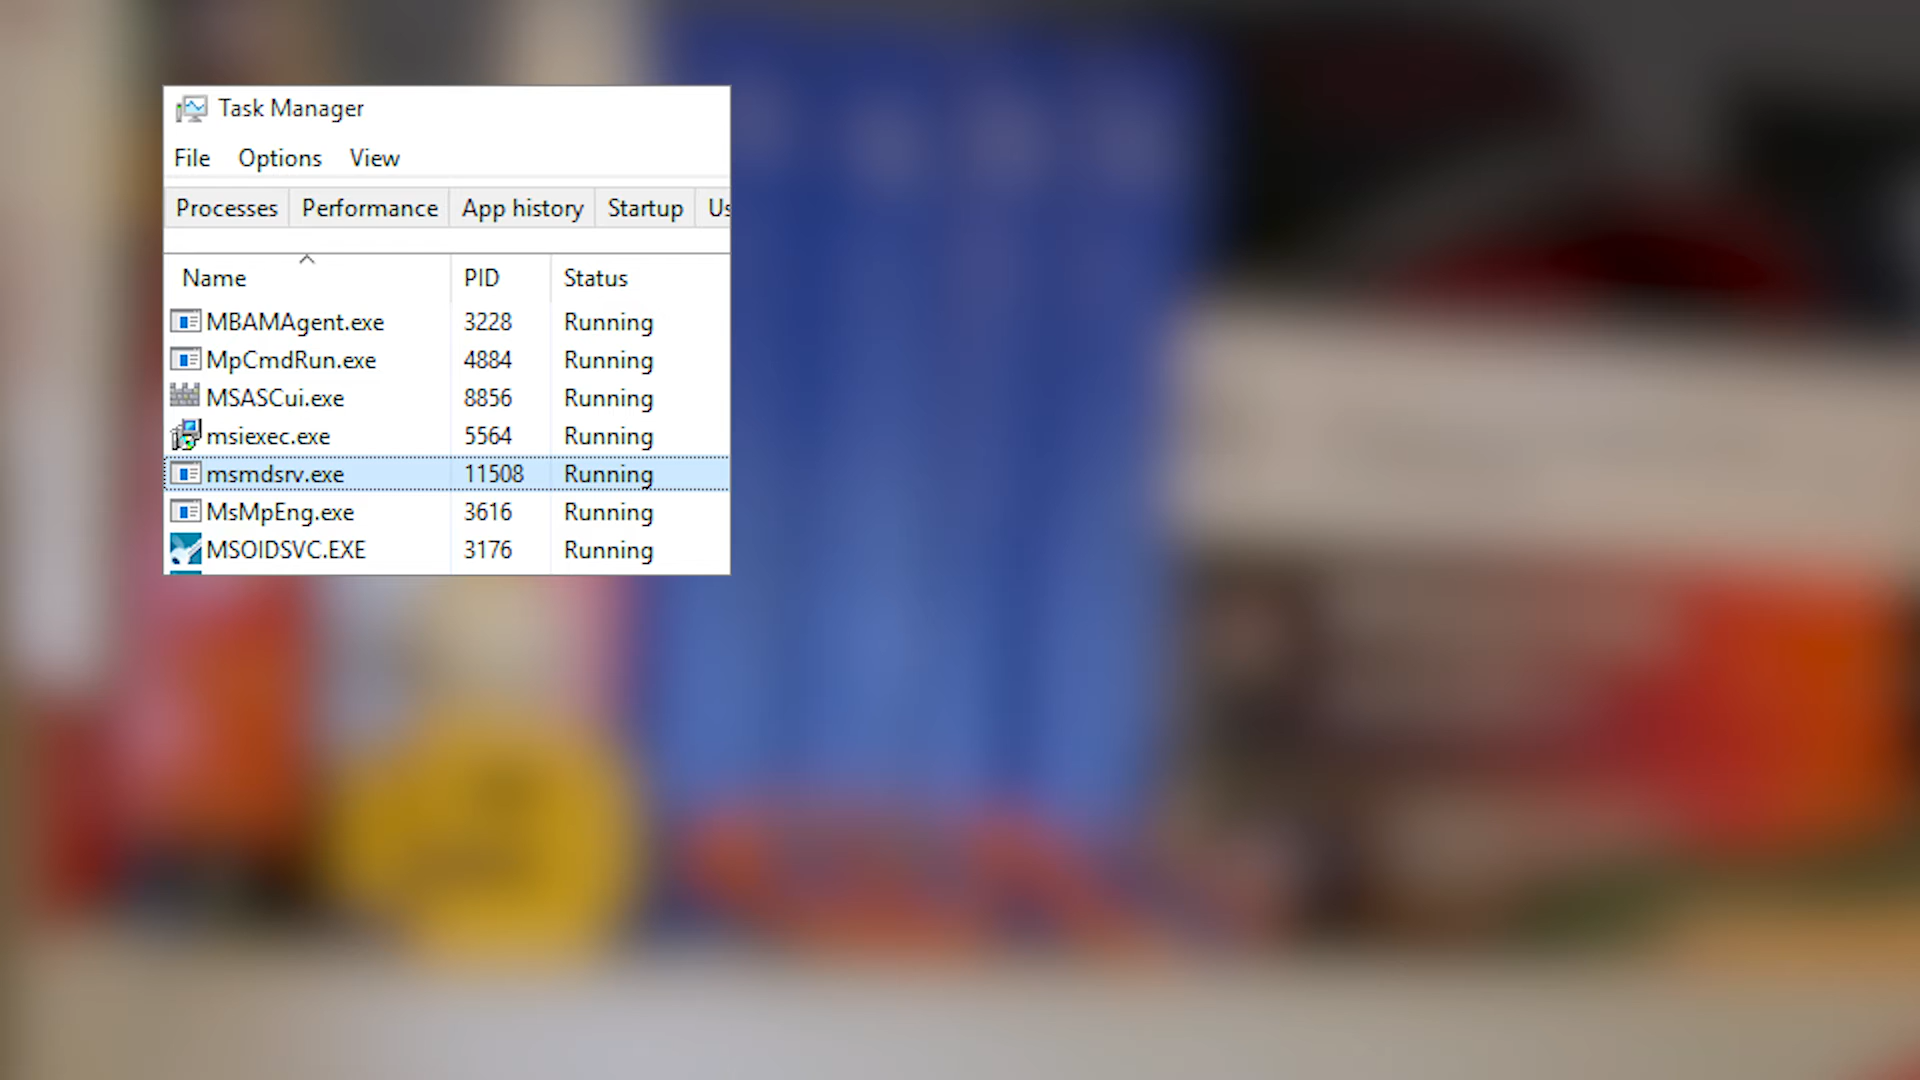 Task Manager
File Options View
Processes Performance App history Startup Us
Name PID Status
MBAMAgent.exe 3228 Running
MpCmdRun.exe 4884 Running
MSASCui.exe 8856 Running
msiexec.exe 5564 Running
msmdsrv.exe 11508 Running
MsMpEng.exe 3616 Running
MSOIDSVC.EXE 3176 Running